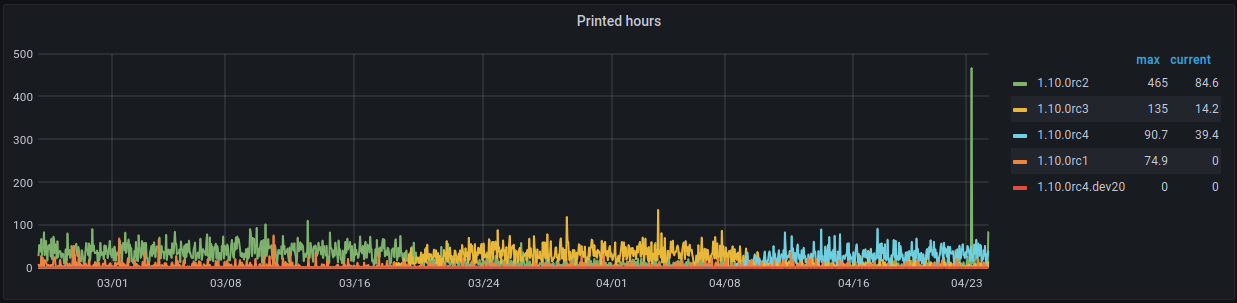 Printed hours
500
400
300
200
100
0
03/01 03/08 03/16 03/24 04/01 04/08 04/16 04/23
max current
1.10.0rc2 465 84.6
1.10.0rc3 135 14.2
1.10.0rc4 90.7 39.4
1.10.0rc1 74.9 0
1.10.0rc4.dev20 0 0